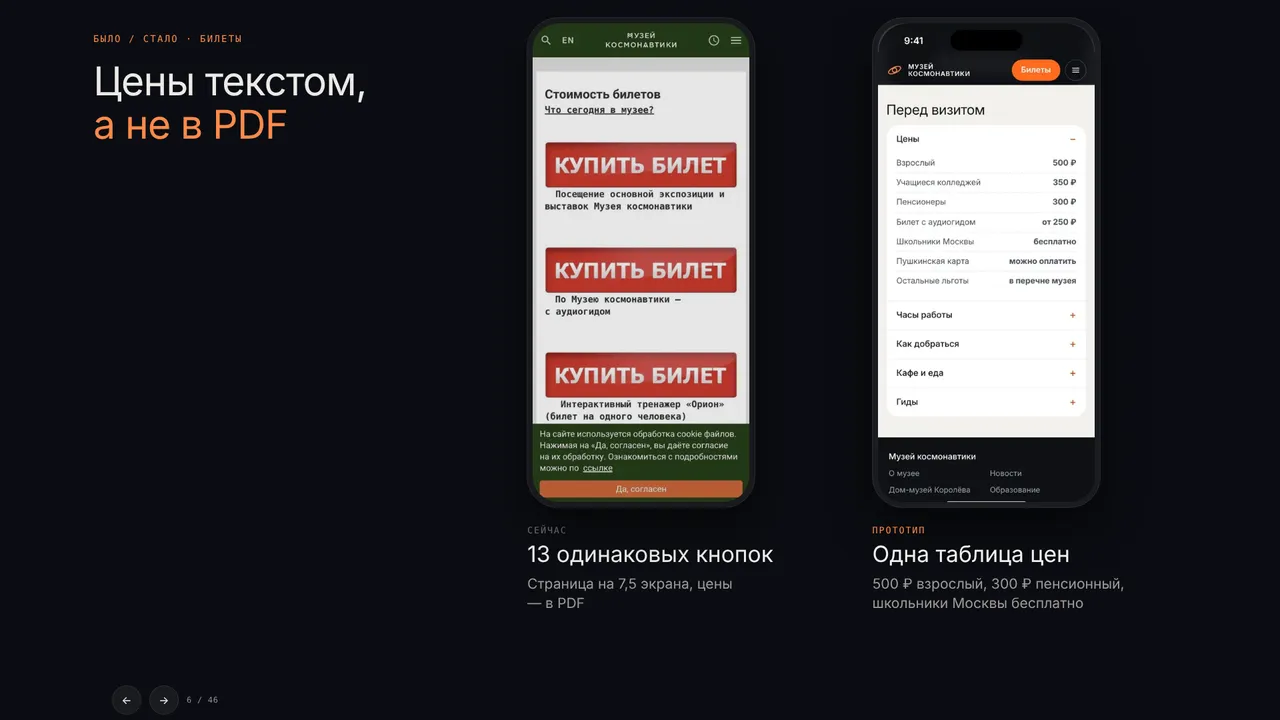 БЫЛО / СТАЛО · БИЛЕТЫ
Цены текстом,
а не в PDF
EN
МУЗЕЙ
КОСМОНАВТИКИ
Стоимость билетов
Что сегодня в музее?
КУПИТЬ БИЛЕТ
Посещение основной экспозиции и
выставок Музея космонавтики
КУПИТЬ БИЛЕТ
По Музею космонавтики —
с аудиогидом
КУПИТЬ БИЛЕТ
Интерактивный тренажер «Орион»
(билет на одного человека)
На сайте используется обработка cookie файлов.
Нажимая на «Да, согласен», вы даёте согласие
на их обработку. Ознакомиться с подробностями
можно по ссылке
Да, согласен
СЕЙЧАС
13 одинаковых кнопок
Страница на 7,5 экрана, цены
— в PDF
9:41
МУЗЕЙ
КОСМОНАВТИКИ
Билеты
Перед визитом
Цены −
Взрослый 500 ₽
Учащиеся колледжей 350 ₽
Пенсионеры 300 ₽
Билет с аудиогидом от 250 ₽
Школьники Москвы бесплатно
Пушкинская карта можно оплатить
Остальные льготы в перечне музея
Часы работы +
Как добраться +
Кафе и еда +
Гиды +
Музей космонавтики
О музее Новости
Дом-музей Королёва Образование
ПРОТОТИП
Одна таблица цен
500 ₽ взрослый, 300 ₽ пенсионный,
школьники Москвы бесплатно
← → 6 / 46